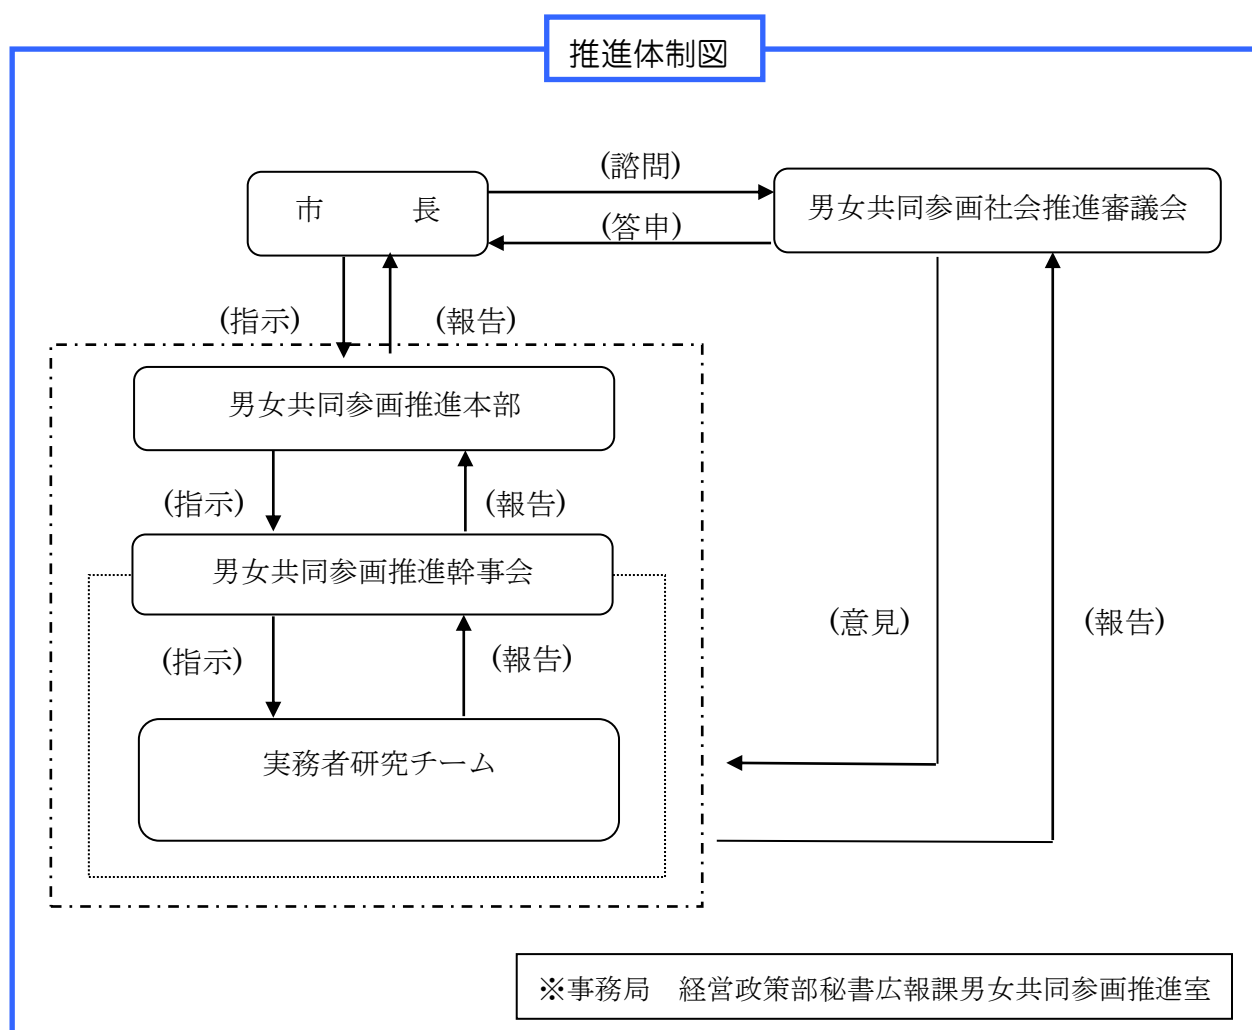 推進体制図
(諮問)
市　　　長
男女共同参画社会推進審議会
(答申)
(指示)
(報告)
男女共同参画推進本部
(指示)
(報告)
男女共同参画推進幹事会
(意見)
(報告)
(指示)
(報告)
実務者研究チーム
※事務局　経営政策部秘書広報課男女共同参画推進室